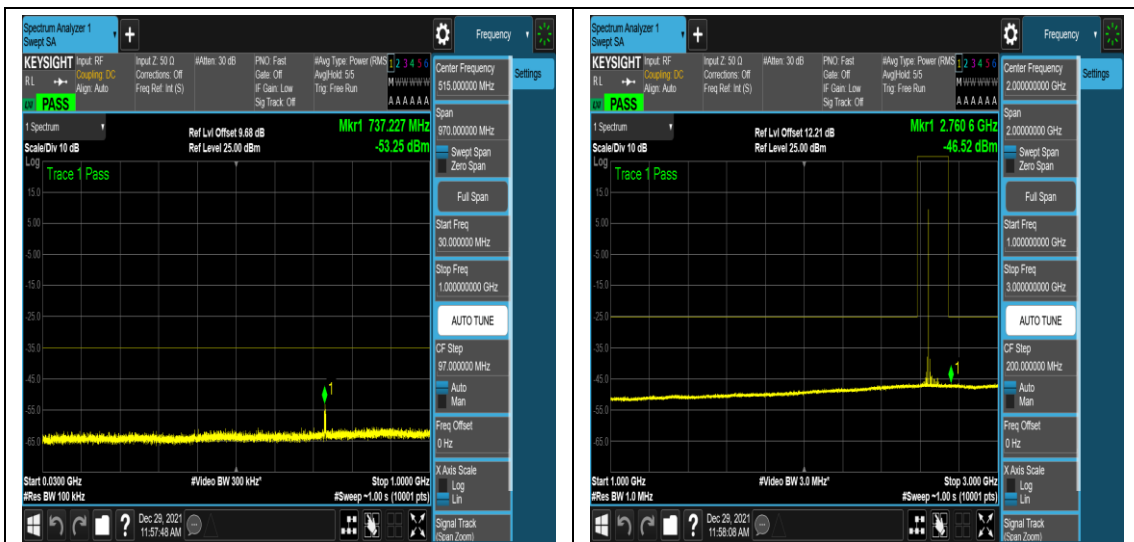 Spectrum Analyzer 1
Swept SA
Frequency
KEYSIGHT
RL
PASS
Input: RF
Coupling: DC
Align: Auto
Input Z: 50 Ω
Corrections: Off
Freq Ref: Int (S)
#Atten: 30 dB
PNO: Fast
Gate: Off
IF Gain: Low
Sig Track: Off
#Avg Type: Power (RMS
Avg|Hold: 5/5
Trig: Free Run
1 2 3 4 5 6
M W W W W W
A A A A A A
Center Frequency
515.000000 MHz
Settings
Span
970.000000 MHz
Swept Span
Zero Span
Full Span
Start Freq
30.000000 MHz
Stop Freq
1.000000000 GHz
AUTO TUNE
CF Step
97.000000 MHz
Auto
Man
Freq Offset
0 Hz
X Axis Scale
Log
Lin
Signal Track
(Span Zoom)
1 Spectrum
Scale/Div 10 dB
Ref Lvl Offset 9.68 dB
Ref Level 25.00 dBm
Mkr1 737.227 MHz
-53.25 dBm
Log
Trace 1 Pass
15.0
5.00
-5.00
-15.0
-25.0
-35.0
-45.0
-55.0
-65.0
1
Start 0.0300 GHz
#Res BW 100 kHz
#Video BW 300 kHz*
Stop 1.0000 GHz
#Sweep ~1.00 s (10001 pts)
?
Dec 29, 2021
11:57:48 AM
Spectrum Analyzer 1
Swept SA
Frequency
KEYSIGHT
RL
PASS
Input: RF
Coupling: DC
Align: Auto
Input Z: 50 Ω
Corrections: Off
Freq Ref: Int (S)
#Atten: 30 dB
PNO: Fast
Gate: Off
IF Gain: Low
Sig Track: Off
#Avg Type: Power (RMS
Avg|Hold: 5/5
Trig: Free Run
1 2 3 4 5 6
M W W W W W
A A A A A A
Center Frequency
2.000000000 GHz
Settings
Span
2.00000000 GHz
Swept Span
Zero Span
Full Span
Start Freq
1.000000000 GHz
Stop Freq
3.000000000 GHz
AUTO TUNE
CF Step
200.000000 MHz
Auto
Man
Freq Offset
0 Hz
X Axis Scale
Log
Lin
Signal Track
(Span Zoom)
1 Spectrum
Scale/Div 10 dB
Ref Lvl Offset 12.21 dB
Ref Level 25.00 dBm
Mkr1 2.760 6 GHz
-46.52 dBm
Log
Trace 1 Pass
15.0
5.00
-5.00
-15.0
-25.0
-35.0
-45.0
-55.0
-65.0
1
Start 1.000 GHz
#Res BW 1.0 MHz
#Video BW 3.0 MHz*
Stop 3.000 GHz
#Sweep ~1.00 s (10001 pts)
?
Dec 29, 2021
11:58:08 AM